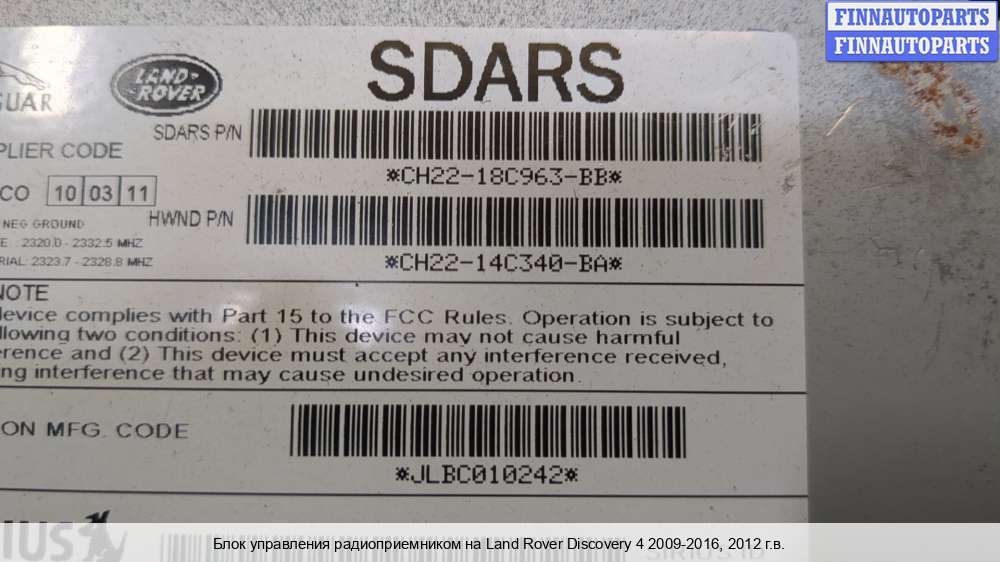 FINNAUTOPARTS
FINNAUTOPARTS
GUAR
LAND-
ROVER
SDARS
SDARS P/N
PLIER CODE
*CH22-18C963-BB*
CO 10 03 11
HWND P/N
NEG GROUND
E : 2320.0 - 2332.5 MHZ
RIAL: 2323.7 - 2328.8 MHZ
*CH22-14C340-BA*
NOTE
device complies with Part 15 to the FCC Rules. Operation is subject to
llowing two conditions: (1) This device may not cause harmful
erence and (2) This device must accept any interference received,
ng interference that may cause undesired operation.
ON MFG. CODE
*JLBC010242*
IUS
SIRIUS ID
Блок управления радиоприемником на Land Rover Discovery 4 2009-2016, 2012 г.в.